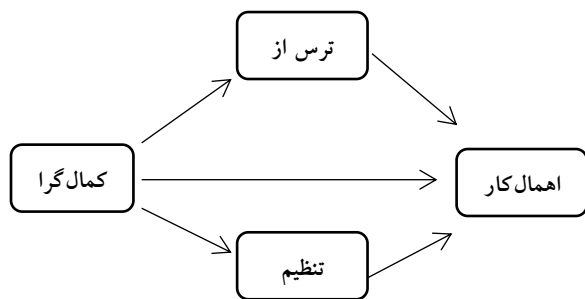 ترس از
کمال‌گرا
اهمال‌کار
تنظیم